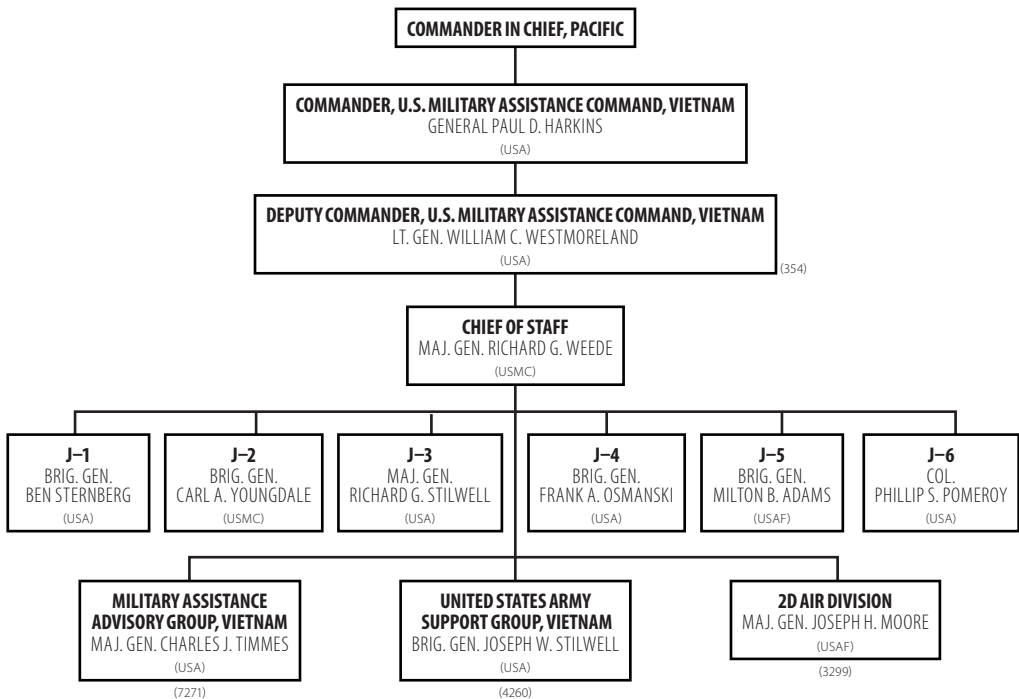 COMMANDER IN CHIEF, PACIFIC
COMMANDER, U.S. MILITARY ASSISTANCE COMMAND, VIETNAM
GENERAL PAUL D. HARKINS
(USA)
DEPUTY COMMANDER, U.S. MILITARY ASSISTANCE COMMAND, VIETNAM
LT. GEN. WILLIAM C. WESTMORELAND
(USA)
(354)
CHIEF OF STAFF
MAJ. GEN. RICHARD G. WEEDE
(USMC)
J–1
BRIG. GEN.
BEN STERNBERG
(USA)
J–2
BRIG. GEN.
CARL A. YOUNGDALE
(USMC)
J–3
MAJ. GEN.
RICHARD G. STILWELL
(USA)
J–4
BRIG. GEN.
FRANK A. OSMANSKI
(USA)
J–5
BRIG. GEN.
MILTON B. ADAMS
(USAF)
J–6
COL.
PHILLIP S. POMEROY
(USA)
MILITARY ASSISTANCE
ADVISORY GROUP, VIETNAM
MAJ. GEN. CHARLES J. TIMMES
(USA)
(7271)
UNITED STATES ARMY
SUPPORT GROUP, VIETNAM
BRIG. GEN. JOSEPH W. STILWELL
(USA)
(4260)
2D AIR DIVISION
MAJ. GEN. JOSEPH H. MOORE
(USAF)
(3299)